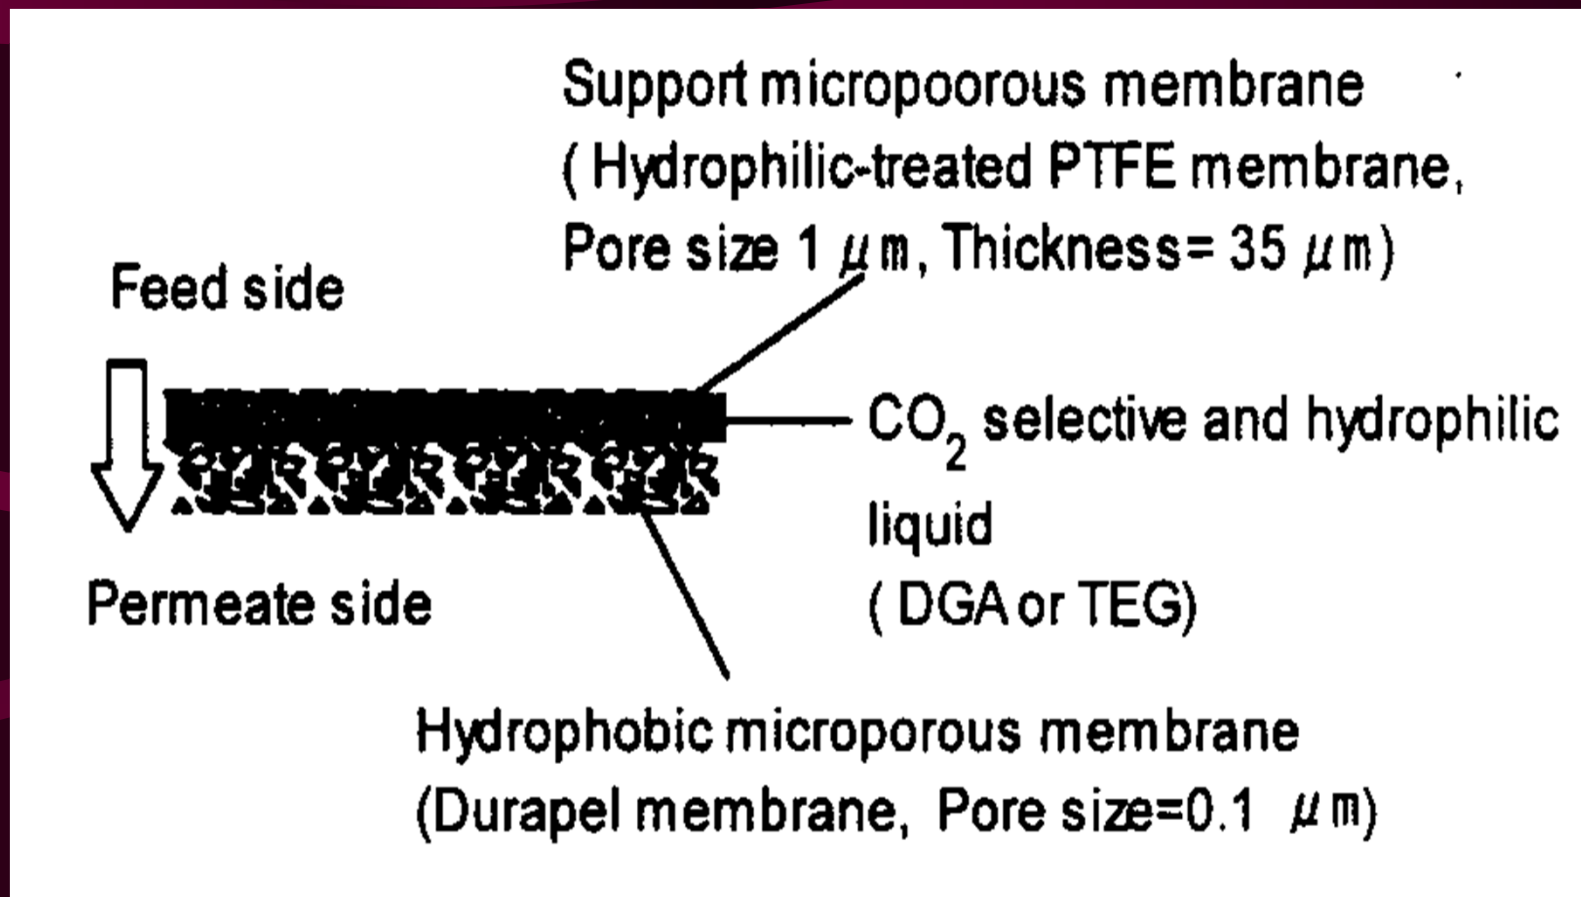 Support micropoorous membrane
( Hydrophilic-treated PTFE membrane,
Pore size 1 μm, Thickness= 35 μm)
Feed side
CO₂ selective and hydrophilic
liquid
( DGA or TEG)
Permeate side
Hydrophobic microporous membrane
(Durapel membrane, Pore size=0.1 μm)